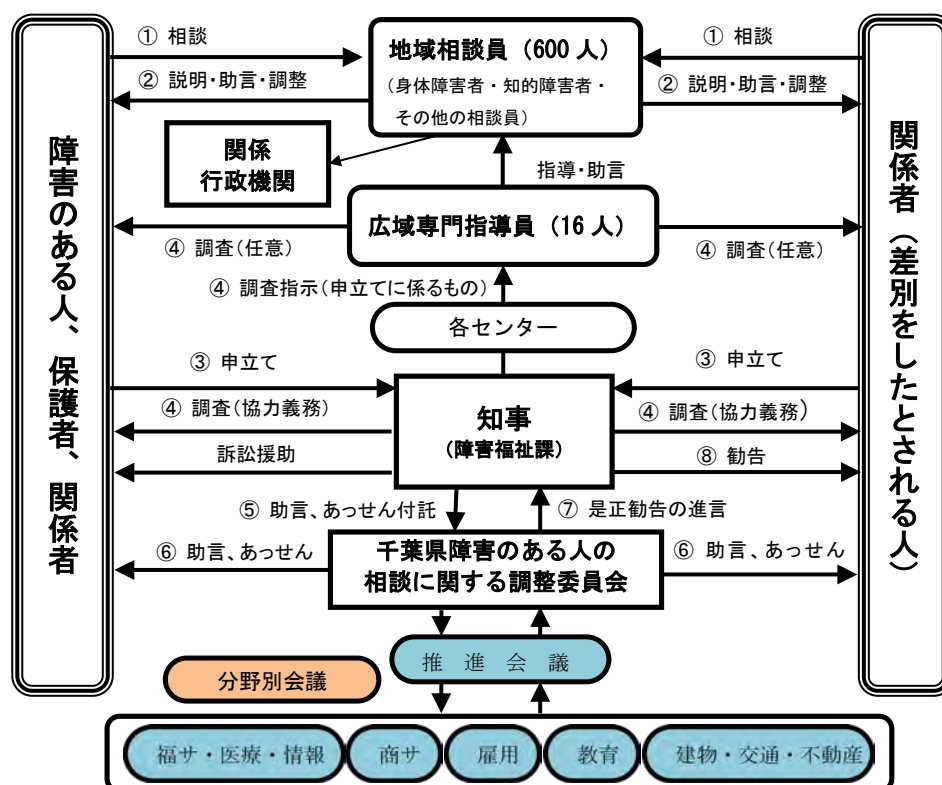 ① 相談
地域相談員（600 人）
① 相談
② 説明・助言・調整
（身体障害者・知的障害者・
その他の相談員）
② 説明・助言・調整
障害のある人、保護者、関係者
関係者（差別をしたとされる人）
関係
行政機関
指導・助言
広域専門指導員（16 人）
④ 調査（任意）
④ 調査（任意）
④ 調査指示（申立てに係るもの）
各センター
③ 申立て
③ 申立て
④ 調査（協力義務）
知事
（障害福祉課）
④ 調査（協力義務）
訴訟援助
⑧ 勧告
⑤ 助言、あっせん付託
⑦ 是正勧告の進言
⑥ 助言、あっせん
千葉県障害のある人の
相談に関する調整委員会
⑥ 助言、あっせん
推 進 会 議
分野別会議
福サ・医療・情報
商サ
雇用
教育
建物・交通・不動産